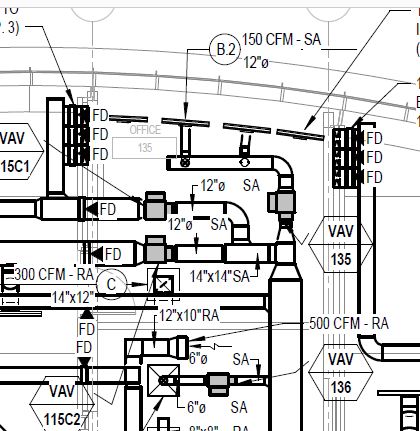 TO
. 3)
B.2
150 CFM - SA
12"ø
FD
FD
FD
VAV
115C1
OFFICE
135
FD
FD
FD
12"ø
SA
FD
12"ø
SA
VAV
135
FD
14"x14"SA
300 CFM - RA
C
14"x12"
12"x10"RA
500 CFM - RA
FD
FD
6"ø
SA
VAV
136
VAV
115C2
6"ø
SA